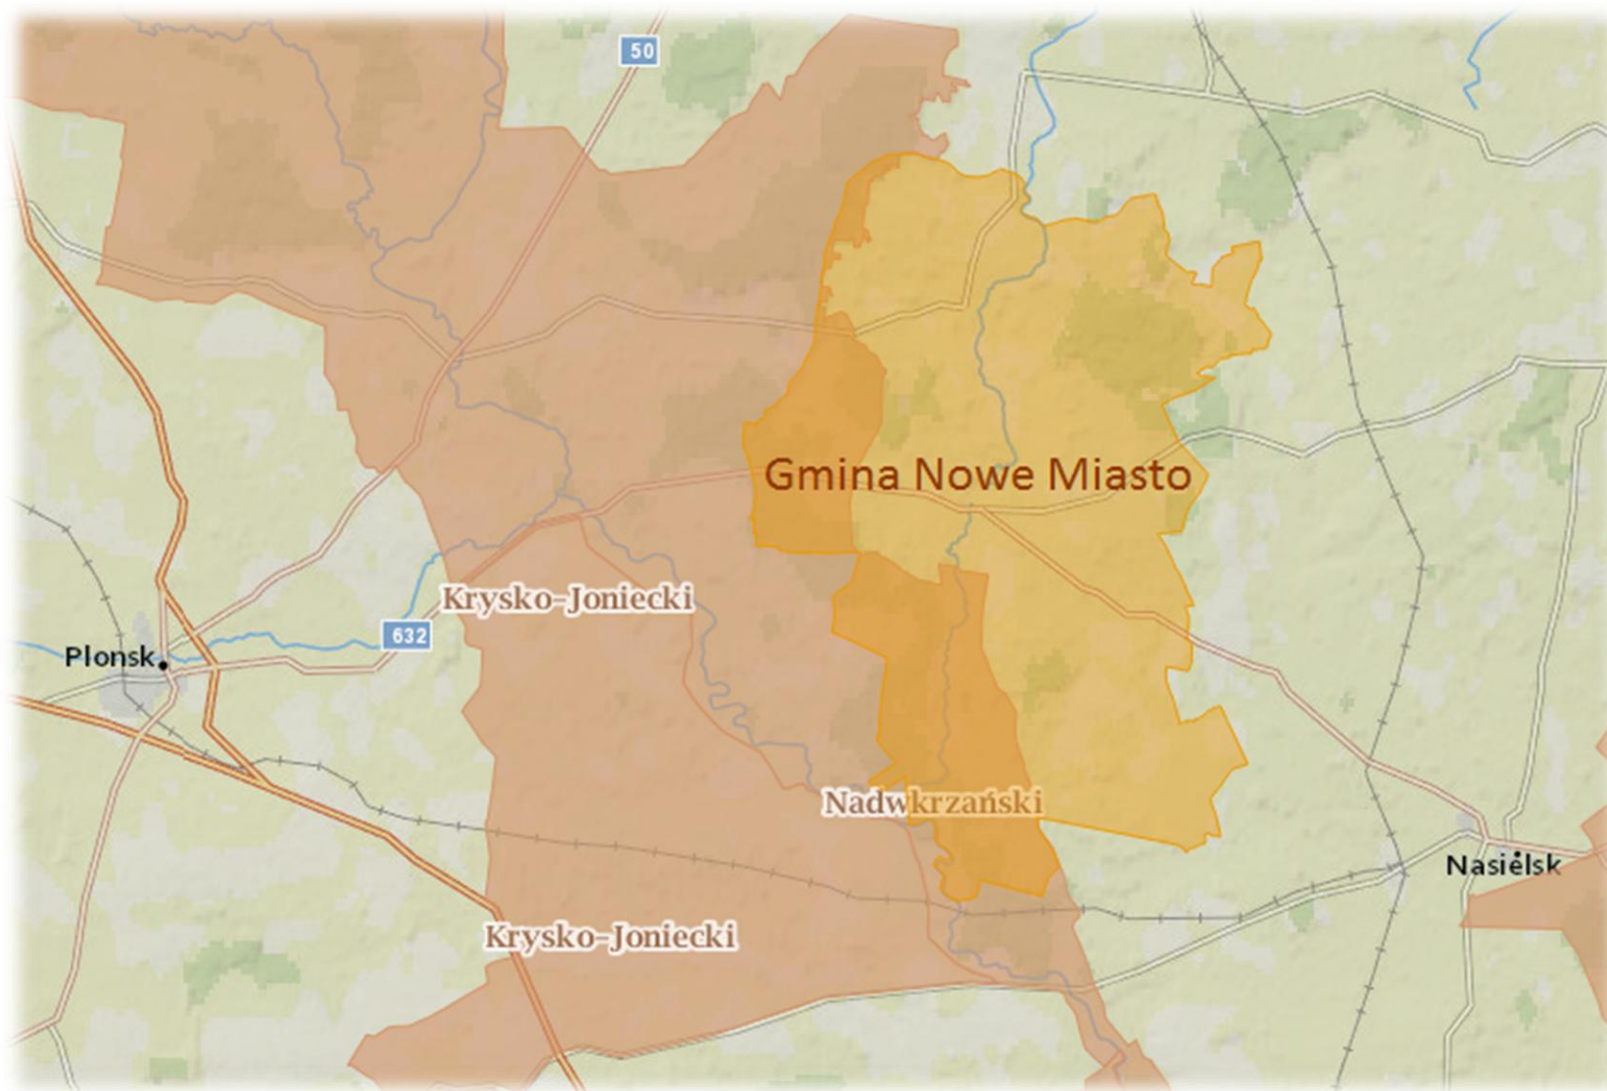 50
Gmina Nowe Miasto
Krysko-Joniecki
632
Plonsk
Nadwkrzański
Nasielsk
Krysko-Joniecki